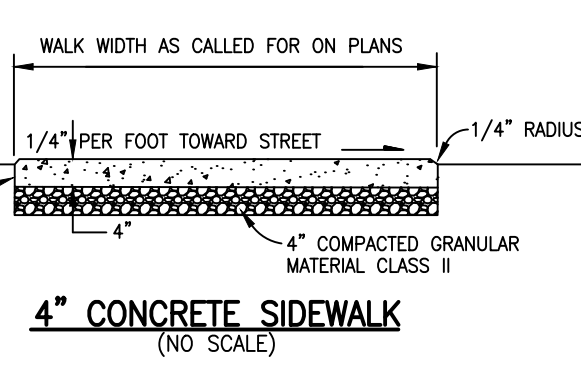 WALK WIDTH AS CALLED FOR ON PLANS
1/4" PER FOOT TOWARD STREET
1/4" RADIUS
4"
4" COMPACTED GRANULAR
MATERIAL CLASS II
4" CONCRETE SIDEWALK
(NO SCALE)